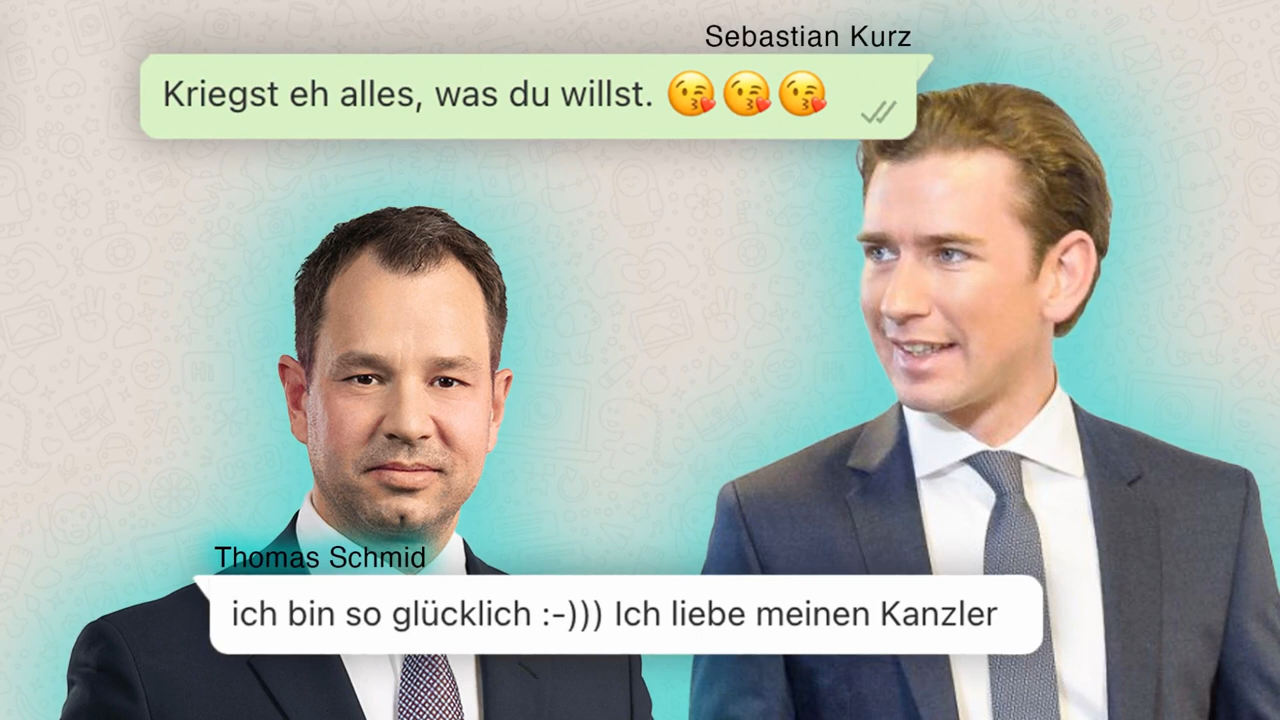 Sebastian Kurz
Kriegst eh alles, was du willst. 😘😘😘
Thomas Schmid
ich bin so glücklich :-))) Ich liebe meinen Kanzler